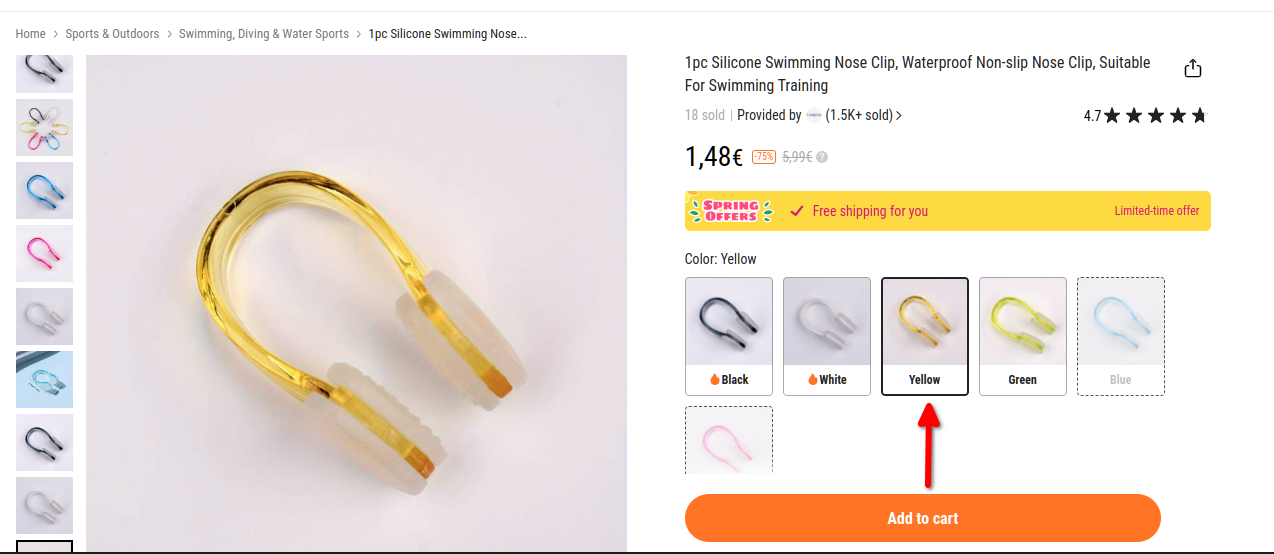 Home > Sports & Outdoors > Swimming, Diving & Water Sports > 1pc Silicone Swimming Nose...
1pc Silicone Swimming Nose Clip, Waterproof Non-slip Nose Clip, Suitable
For Swimming Training
18 sold | Provided by (1.5K+ sold) >
4.7
1,48€ -75% 5,99€ ?
SPRING
OFFERS
Free shipping for you
Limited-time offer
Color: Yellow
Black
White
Yellow
Green
Blue
Add to cart